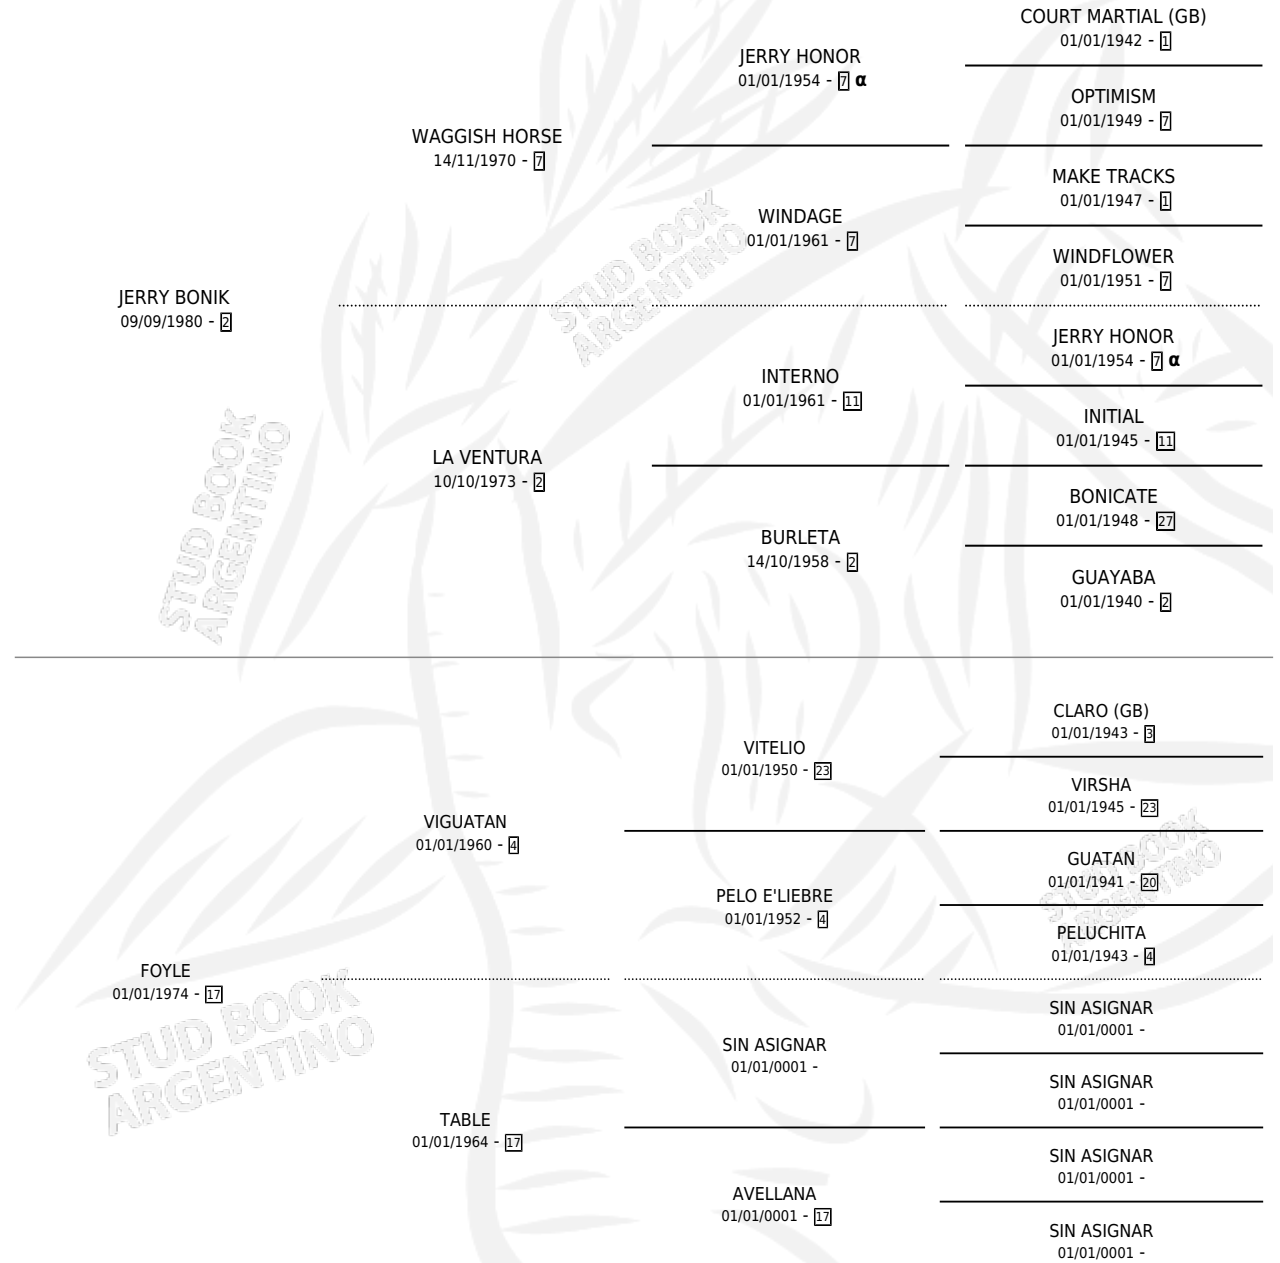 COURT MARTIAL (GB)
01/01/1942 - 1
JERRY HONOR
01/01/1954 - 7 α
OPTIMISM
01/01/1949 - 7
WAGGISH HORSE
14/11/1970 - 7
MAKE TRACKS
01/01/1947 - 1
WINDAGE
01/01/1961 - 7
WINDFLOWER
01/01/1951 - 7
JERRY BONIK
09/09/1980 - 2
JERRY HONOR
01/01/1954 - 7 α
INTERNO
01/01/1961 - 11
INITIAL
01/01/1945 - 11
LA VENTURA
10/10/1973 - 2
BONICATE
01/01/1948 - 27
BURLETA
14/10/1958 - 2
GUAYABA
01/01/1940 - 2
CLARO (GB)
01/01/1943 - 3
VITELIO
01/01/1950 - 23
VIRSHA
01/01/1945 - 23
VIGUATAN
01/01/1960 - 4
GUATAN
01/01/1941 - 20
PELO E'LIEBRE
01/01/1952 - 4
PELUCHITA
01/01/1943 - 4
FOYLE
01/01/1974 - 17
SIN ASIGNAR
01/01/0001 -
SIN ASIGNAR
01/01/0001 -
SIN ASIGNAR
01/01/0001 -
TABLE
01/01/1964 - 17
SIN ASIGNAR
01/01/0001 -
AVELLANA
01/01/0001 - 17
SIN ASIGNAR
01/01/0001 -
STUD BOOK
ARGENTINO
STUD BOOK
ARGENTINO
STUD BOOK
ARGENTINO
STUD BOOK
ARGENTINO